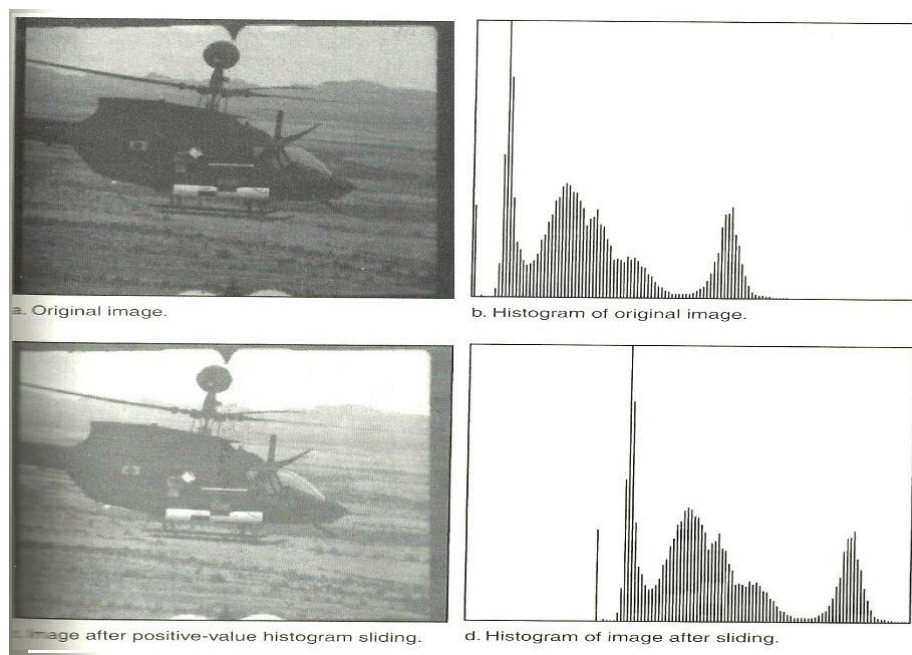 a. Original image.
b. Histogram of original image.
Image after positive-value histogram sliding.
d. Histogram of image after sliding.